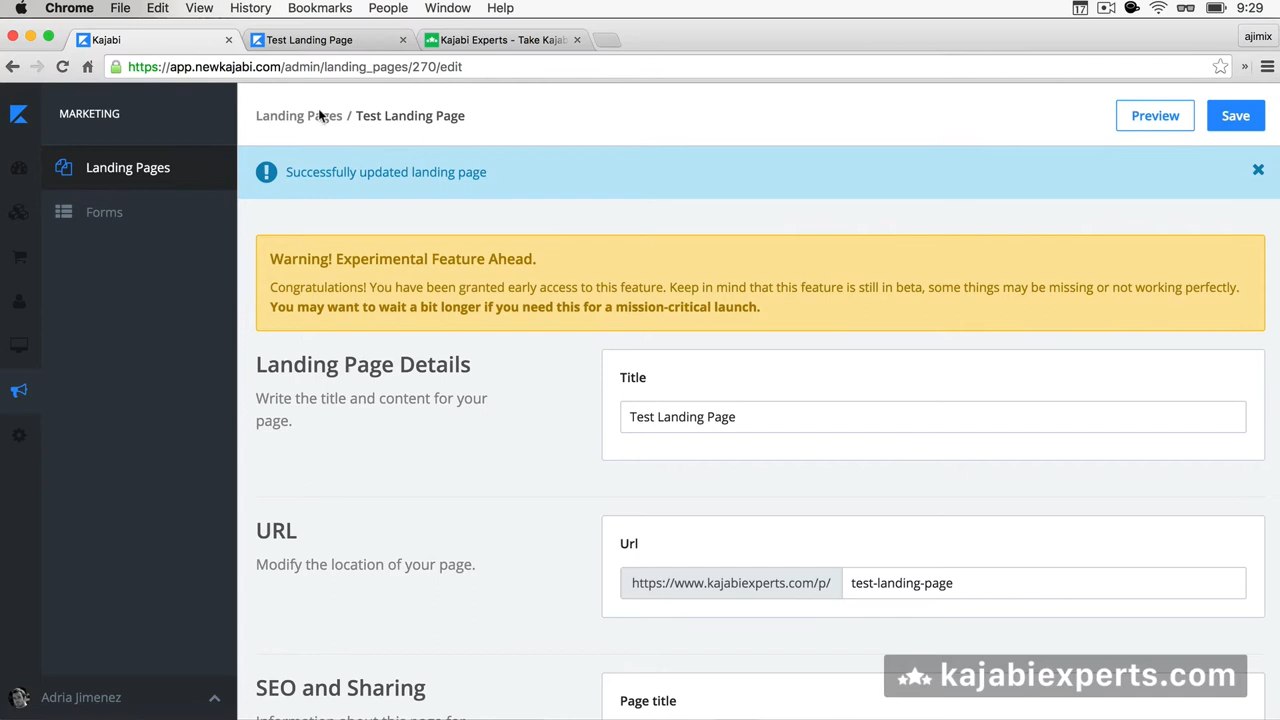 Chrome File Edit View History Bookmarks People Window Help 17 9:29
Kajabi Test Landing Page Kajabi Experts - Take Kajab ajimix
https://app.newkajabi.com/admin/landing_pages/270/edit »
MARKETING
Landing Pages / Test Landing Page
Preview
Save
Landing Pages
Forms
Successfully updated landing page
Warning! Experimental Feature Ahead.
Congratulations! You have been granted early access to this feature. Keep in mind that this feature is still in beta, some things may be missing or not working perfectly.
You may want to wait a bit longer if you need this for a mission-critical launch.
Landing Page Details
Write the title and content for your
page.
Title
Test Landing Page
URL
Modify the location of your page.
Url
https://www.kajabiexperts.com/p/ test-landing-page
SEO and Sharing
Information about this page for
Page title
Adria Jimenez
kajabiexperts.com